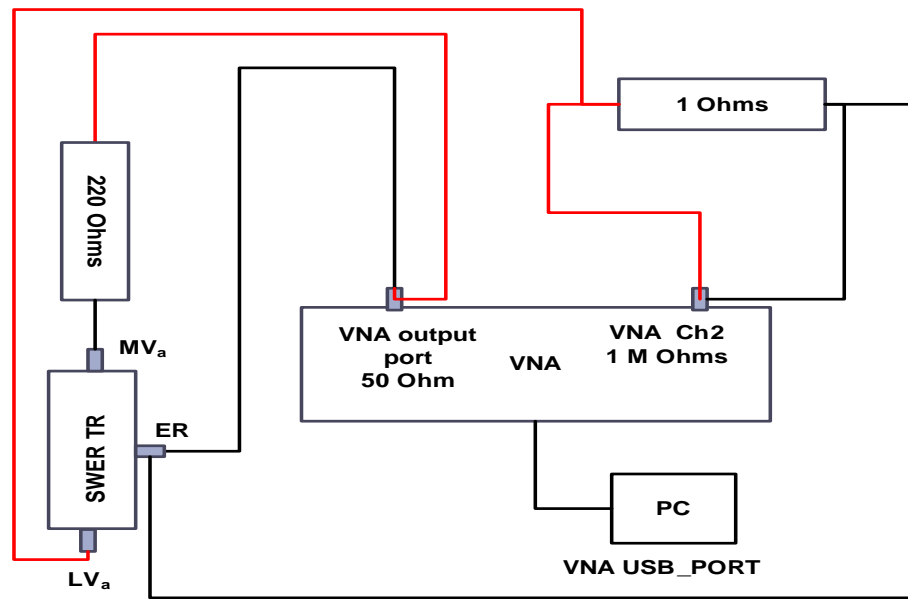 1 Ohms
220 Ohms
VNA output
port
50 Ohm
VNA
VNA Ch2
1 M Ohms
MVa
ER
SWER TR
LVa
PC
VNA USB_PORT